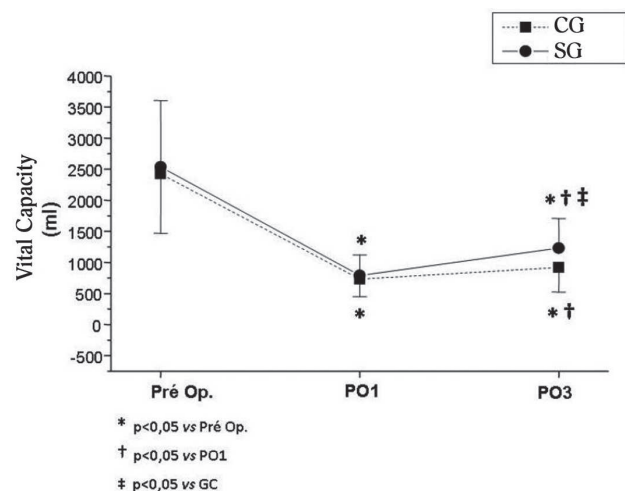 CG
SG
4000
3500
3000
2500
2000
1500
1000
500
0
-500
Vital Capacity
(ml)
* † ‡
*
*
* †
Pré Op.
PO1
PO3
* p<0,05 vs Pré Op.
† p<0,05 vs PO1
‡ p<0,05 vs GC